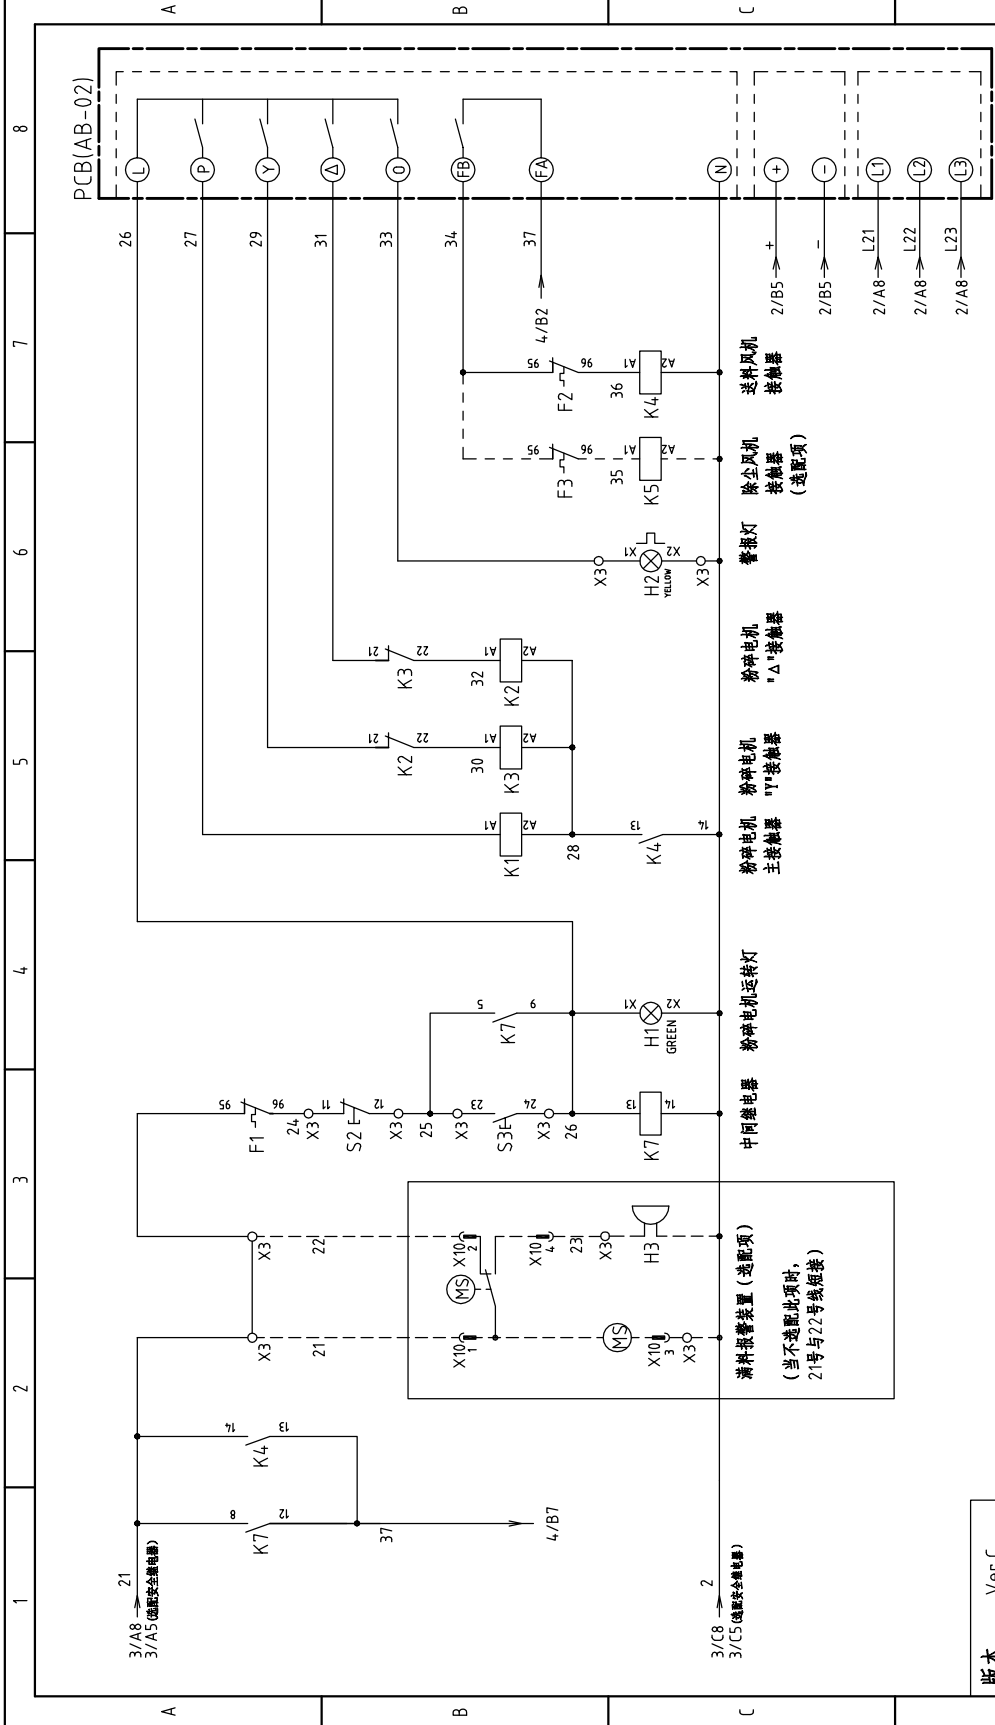 1
2
3
4
5
6
7
8
A
B
C
A
B
C
PCB(AB-02)
L
P
Y
Δ
O
FB
FA
N
+
−
L1
L2
L3
26
27
29
31
33
34
37
4/B2
+
2/B5
−
2/B5
L21
2/A8
L22
2/A8
L23
2/A8
3/A8
21
3/A5(选配安全继电器)
8
K7
12
14
K4
13
37
4/B7
3/C8
2
3/C5(选配安全继电器)
X3
21
X10
1
MS
X10
3
X3
X3
22
X10
2
MS
X10
4
23
X3
H3
满料报警装置(选配项)
(当不选配此项时,
21号与22号线短接)
95
F1
96
24
X3
11
S2
12
X3
25
X3
23
S3
24
X3
26
13
K7
14
中间继电器
5
K7
9
X1
H1
X2
GREEN
粉碎电机运转灯
A1
K1
A2
28
13
K4
14
粉碎电机
主接触器
21
K2
22
30
A1
K3
A2
粉碎电机
"Y"接触器
21
K3
22
32
A1
K2
A2
粉碎电机
"Δ"接触器
X3
X1
H2
X2
YELLOW
X3
警报灯
95
F3
96
35
A1
K5
A2
除尘风机
接触器
(选配项)
95
F2
96
36
A1
K4
A2
送料风机
接触器
版本
Ver.C